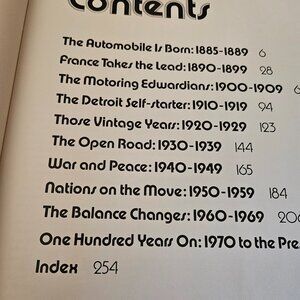 Contents
The Automobile Is Born: 1885-1889 6
France Takes the Lead: 1890-1899 28
The Motoring Edwardians: 1900-1909
The Detroit Self-starter: 1910-1919 94
Those Vintage Years: 1920-1929 123
The Open Road: 1930-1939 144
War and Peace: 1940-1949 165
Nations on the Move: 1950-1959 184
The Balance Changes: 1960-1969 206
One Hundred Years On: 1970 to the Pre
Index 254